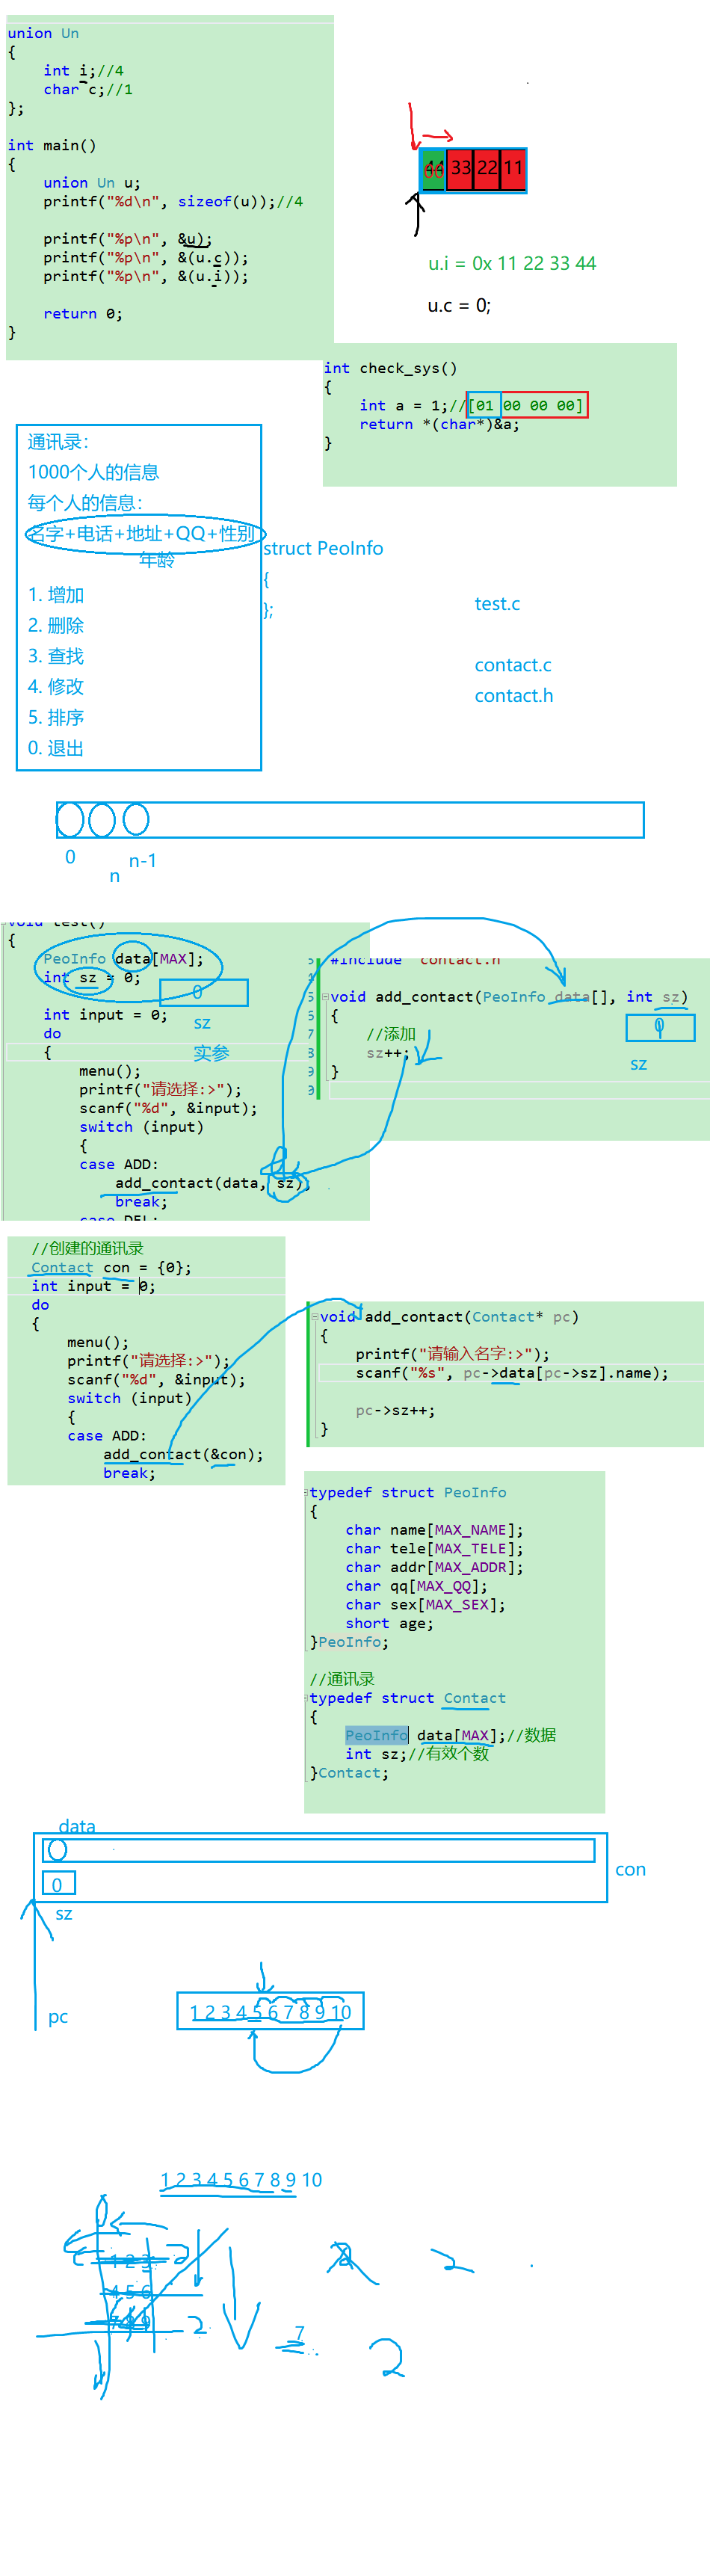 union Un
{
int i;//4
char c;//1
};
int main()
{
union Un u;
printf("%d\n", sizeof(u));//4
printf("%p\n", &u);
printf("%p\n", &(u.c));
printf("%p\n", &(u.i));
return 0;
}
44 33 22 11
00
u.i = 0x 11 22 33 44
u.c = 0;
int check_sys()
{
int a = 1;//[01 00 00 00]
return *(char*)&a;
}
通讯录：
1000个人的信息
每个人的信息：
名字+电话+地址+QQ+性别
年龄
1. 增加
2. 删除
3. 查找
4. 修改
5. 排序
0. 退出
struct PeoInfo
{
};
test.c
contact.c
contact.h
0
n-1
n
void test()
{
PeoInfo data[MAX];
int sz = 0;
0
sz
实参
int input = 0;
do
{
menu();
printf("请选择:>");
scanf("%d", &input);
switch (input)
{
case ADD:
add_contact(data, sz);
break;
case DEL:
#include "contact.h"
void add_contact(PeoInfo data[], int sz)
{
//添加
sz++;
}
0
sz
//创建的通讯录
Contact con = {0};
int input = 0;
do
{
menu();
printf("请选择:>");
scanf("%d", &input);
switch (input)
{
case ADD:
add_contact(&con);
break;
void add_contact(Contact* pc)
{
printf("请输入名字:>");
scanf("%s", pc->data[pc->sz].name);
pc->sz++;
}
typedef struct PeoInfo
{
char name[MAX_NAME];
char tele[MAX_TELE];
char addr[MAX_ADDR];
char qq[MAX_QQ];
char sex[MAX_SEX];
short age;
}PeoInfo;
//通讯录
typedef struct Contact
{
PeoInfo data[MAX];//数据
int sz;//有效个数
}Contact;
data
con
0
sz
pc
1 2 3 4 5 6 7 8 9 10
1 2 3 4 5 6 7 8 9 10
1 2 3
2
4 5 6
7 8 9
2
7
2
2